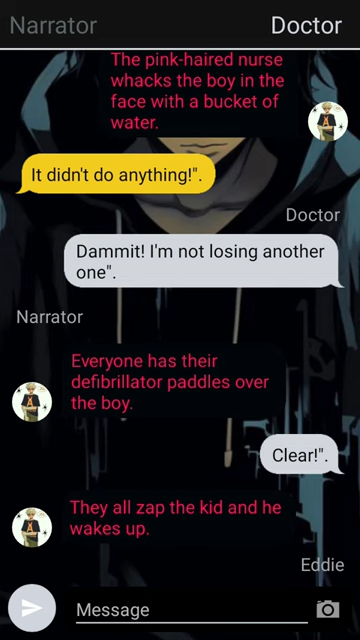 Narrator
Doctor
The pink-haired nurse
whacks the boy in the
face with a bucket of
water.
It didn't do anything!".
Doctor
Dammit! I'm not losing another
one".
Narrator
Everyone has their
defibrillator paddles over
the boy.
Clear!".
They all zap the kid and he
wakes up.
Eddie
Message